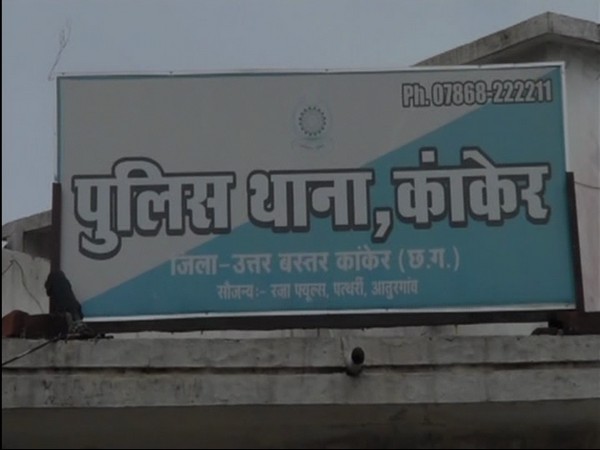 Ph. 07868-222211
पुलिस थाना, कांकेर
जिला-उत्तर बस्तर कांकेर (छ.ग.)
सौजन्य:- रजा फ्यूल्स, पत्थर्री, आतुरगांव